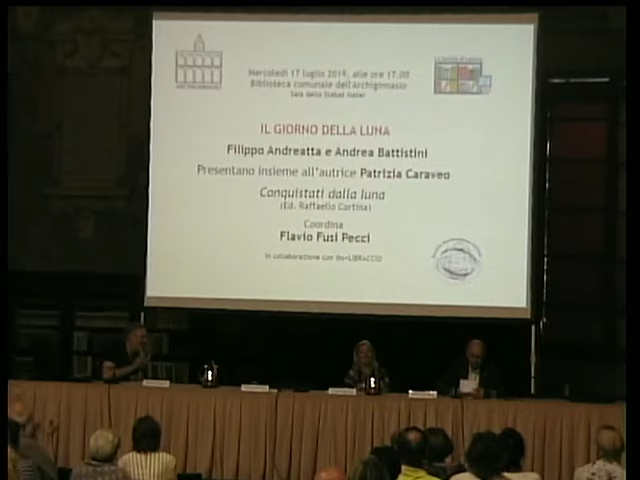 ARCHIGINNASIO
Mercoledì 17 luglio 2019, alle ore 17.00
Biblioteca comunale dell'Archiginnasio
Sala dello Stabat Mater
IL GIORNO DELLA LUNA
Filippo Andreatta e Andrea Battistini
Presentano insieme all'autrice Patrizia Caraveo
Conquistati dalla luna
(Ed. Raffaello Cortina)
Coordina
Flavio Fusi Pecci
In collaborazione con ibs+LIBRACCIO